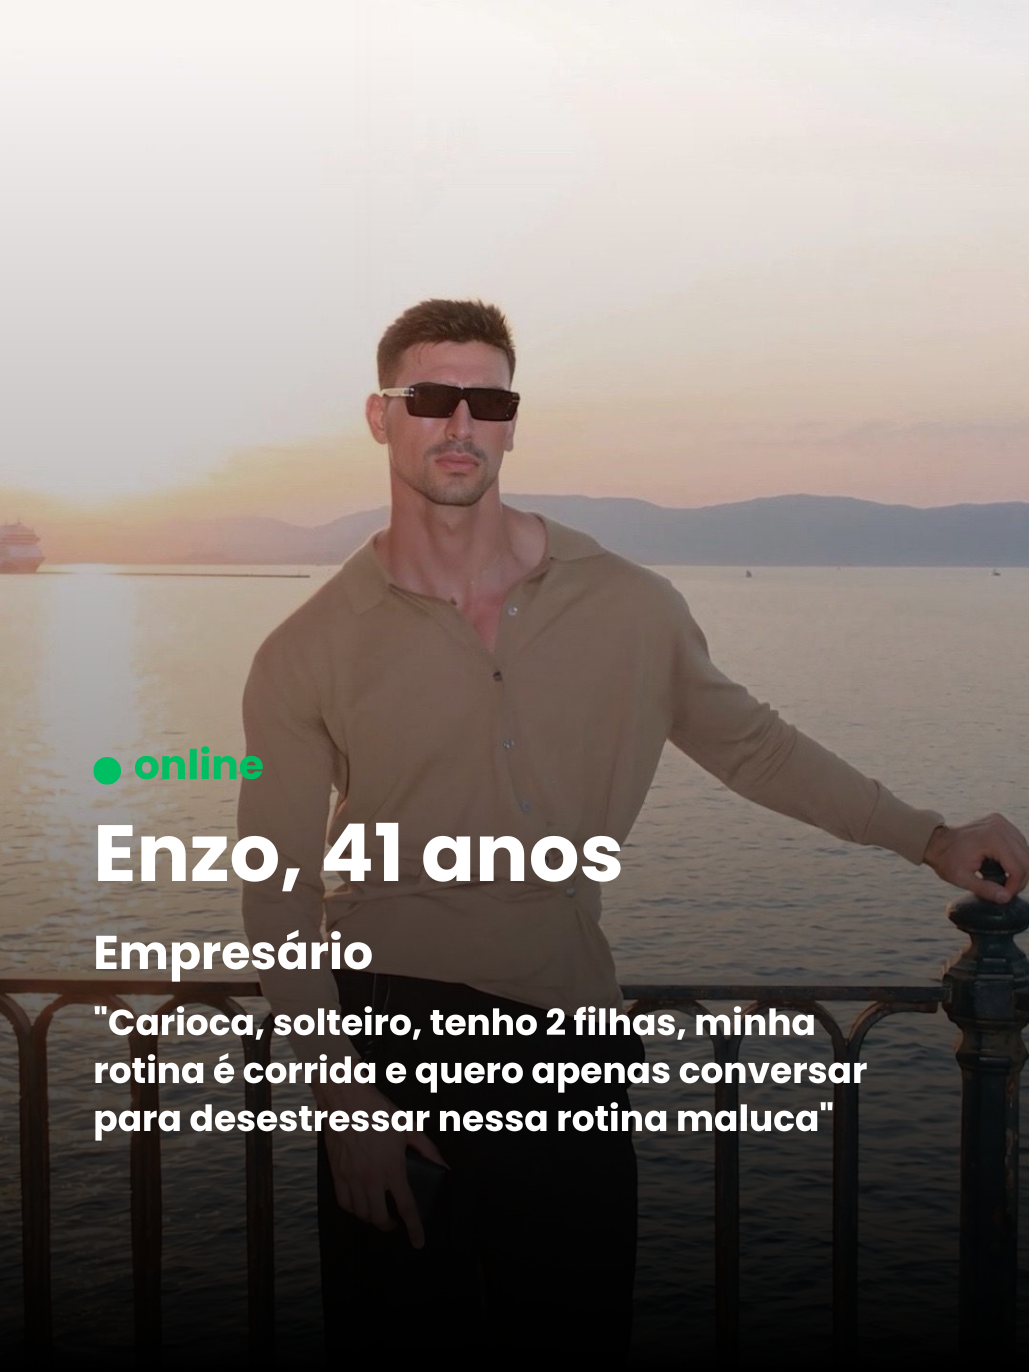 online
Enzo, 41 anos
Empresário
"Carioca, solteiro, tenho 2 filhas, minha
rotina é corrida e quero apenas conversar
para desestressar nessa rotina maluca"